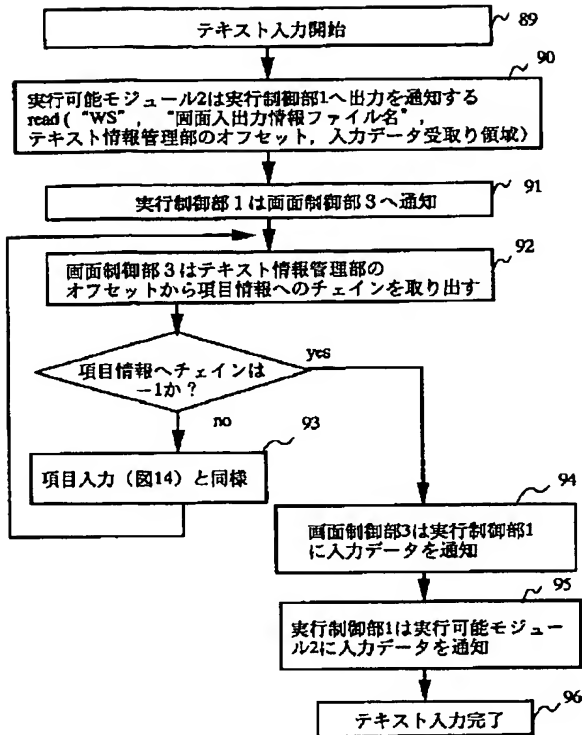 テキスト入力開始
89
90
実行可能モジュール2は実行制御部1へ出力を通知する
read( "WS", "画面入出力情報ファイル名",
テキスト情報管理部のオフセット, 入力データ受取り領域)
91
実行制御部1は画面制御部3へ通知
92
画面制御部3はテキスト情報管理部の
オフセットから項目情報へのチェインを取り出す
項目情報へチェインは
-1か?
yes
no
93
項目入力(図14)と同様
94
画面制御部3は実行制御部1
に入力データを通知
95
実行制御部1は実行可能モジュー
ル2に入力データを通知
96
テキスト入力完了